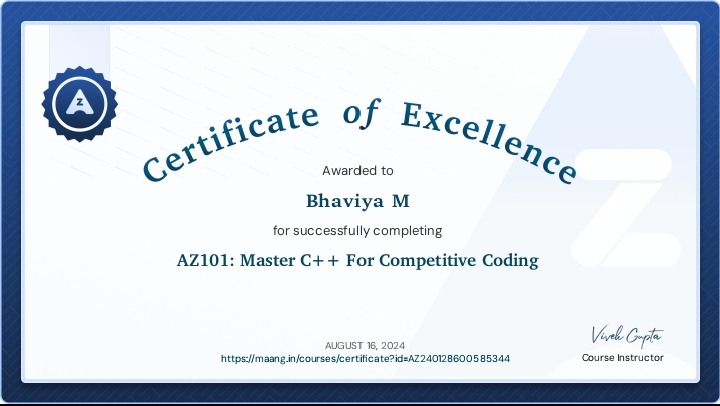 Certificate of Excellence
Awarded to
Bhaviya M
for successfully completing
AZ101: Master C++ For Competitive Coding
AUGUST 16, 2024
https://maang.in/courses/certificate?id=AZ240128600585344
Vivek Gupta
Course Instructor
AZ